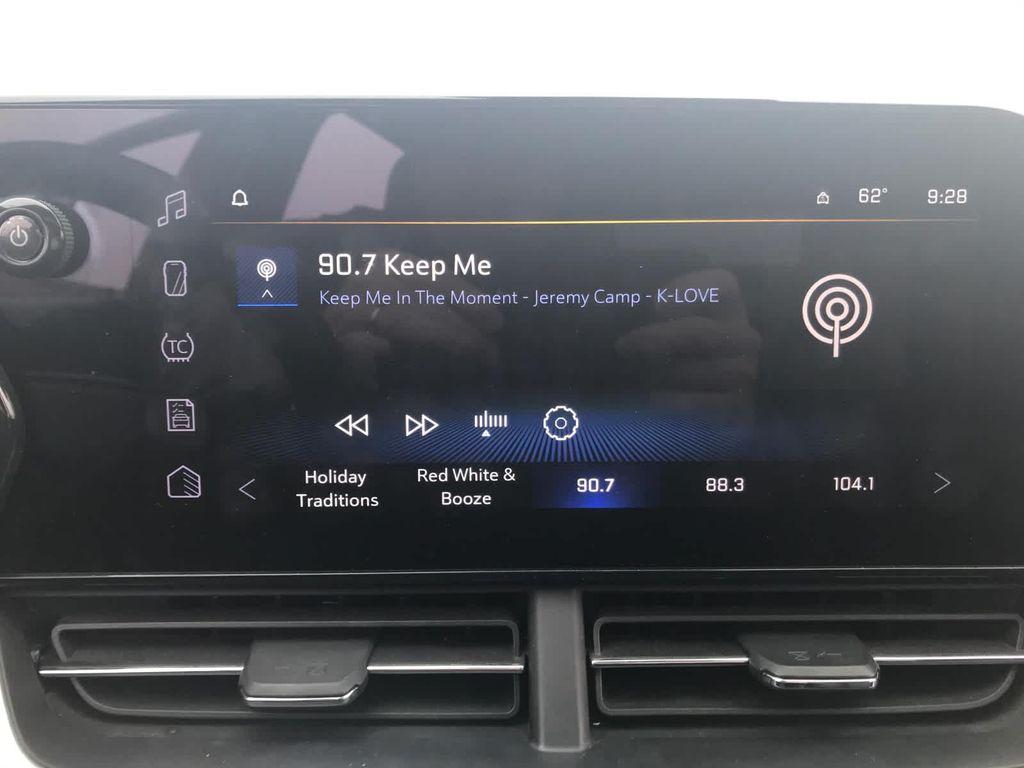 62°
9:28
90.7 Keep Me
Keep Me In The Moment - Jeremy Camp - K-LOVE
TC
Holiday
Traditions
Red White &
Booze
90.7
88.3
104.1